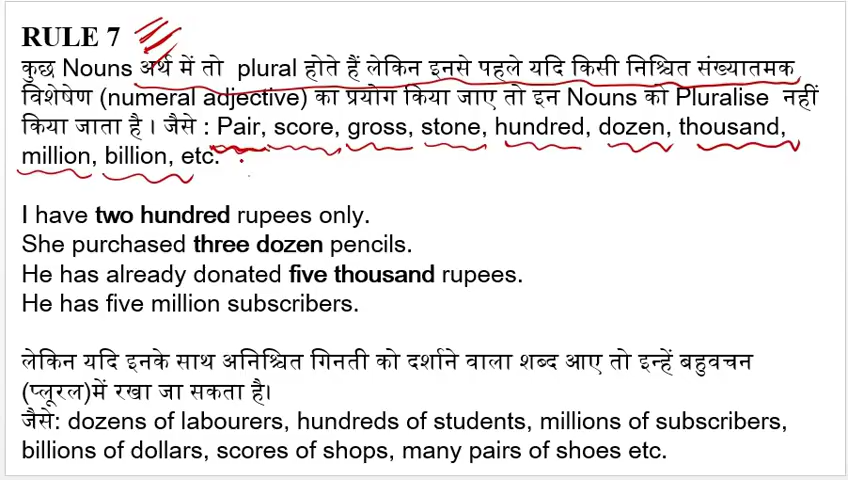 RULE 7
कुछ Nouns अर्थ में तो plural होते हैं लेकिन इनसे पहले यदि किसी निश्चित संख्यातमक
विशेषेण (numeral adjective) का प्रयोग किया जाए तो इन Nouns को Pluralise नहीं
किया जाता है । जैसे : Pair, score, gross, stone, hundred, dozen, thousand,
million, billion, etc.
I have two hundred rupees only.
She purchased three dozen pencils.
He has already donated five thousand rupees.
He has five million subscribers.
लेकिन यदि इनके साथ अनिश्चित गिनती को दर्शाने वाला शब्द आए तो इन्हें बहुवचन
(प्लूरल)में रखा जा सकता है।
जैसे: dozens of labourers, hundreds of students, millions of subscribers,
billions of dollars, scores of shops, many pairs of shoes etc.